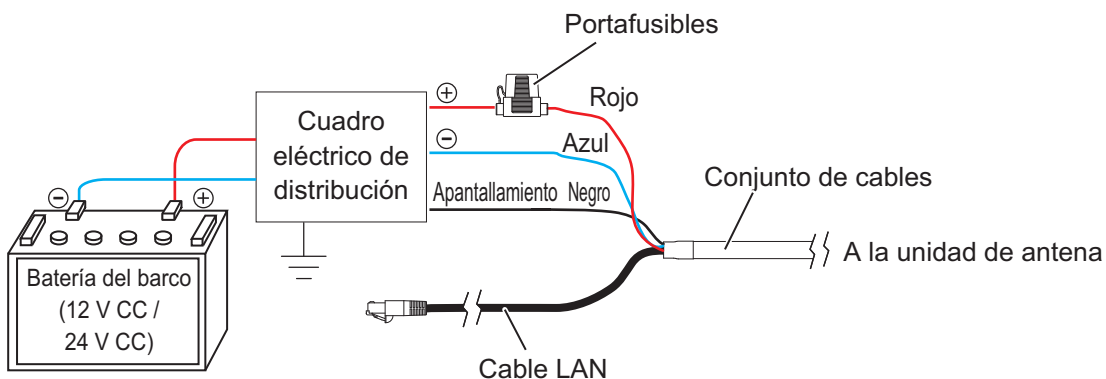 Portafusibles
Rojo
Cuadro
eléctrico de
distribución
Azul
Apantallamiento Negro
Conjunto de cables
A la unidad de antena
Batería del barco
(12 V CC /
24 V CC)
Cable LAN